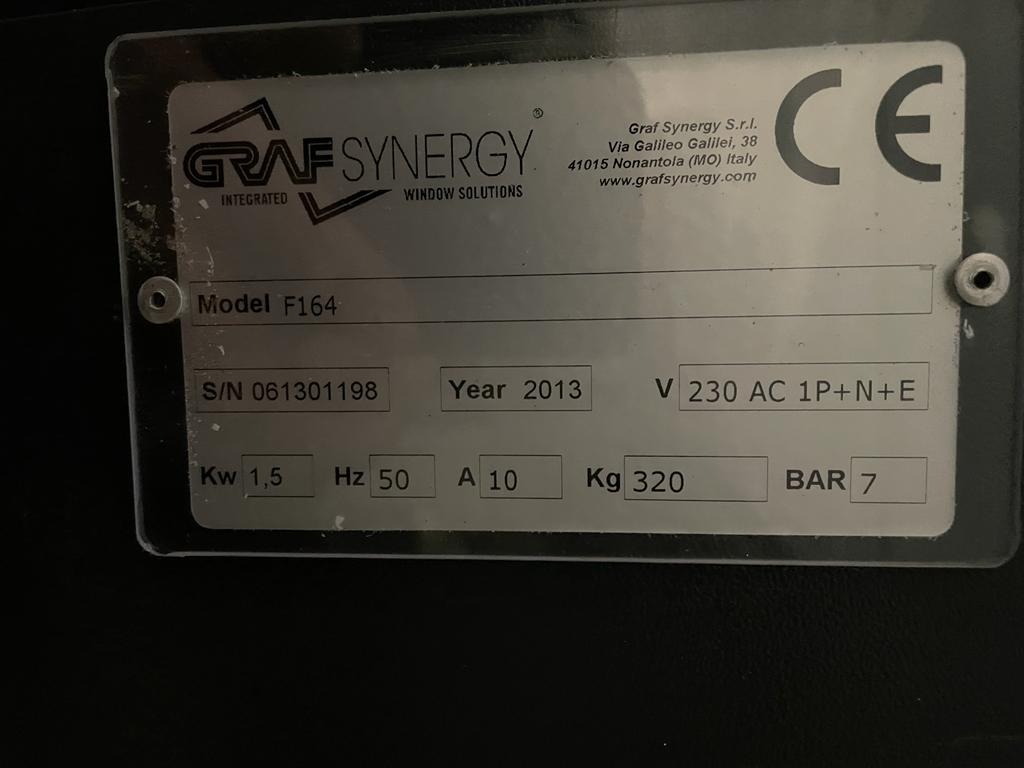 GRAF SYNERGY ®
INTEGRATED WINDOW SOLUTIONS
Graf Synergy S.r.l.
Via Galileo Galilei, 38
41015 Nonantola (MO) Italy
www.grafsynergy.com
CE
Model F164
S/N 061301198 Year 2013 V 230 AC 1P+N+E
Kw 1,5 Hz 50 A 10 Kg 320 BAR 7